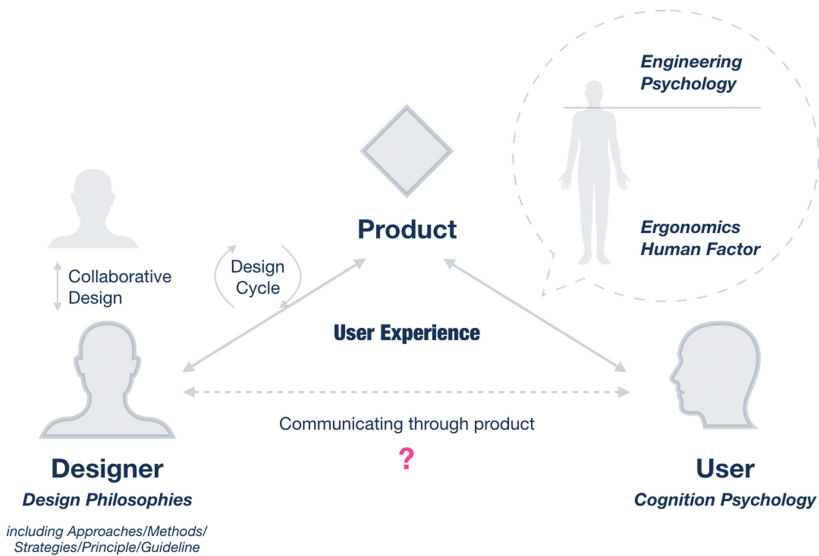 Engineering
Psychology
Ergonomics
Human Factor
Product
Design
Cycle
Collaborative
Design
User Experience
Communicating through product
?
Designer
Design Philosophies
including Approaches/Methods/
Strategies/Principle/Guideline
User
Cognition Psychology